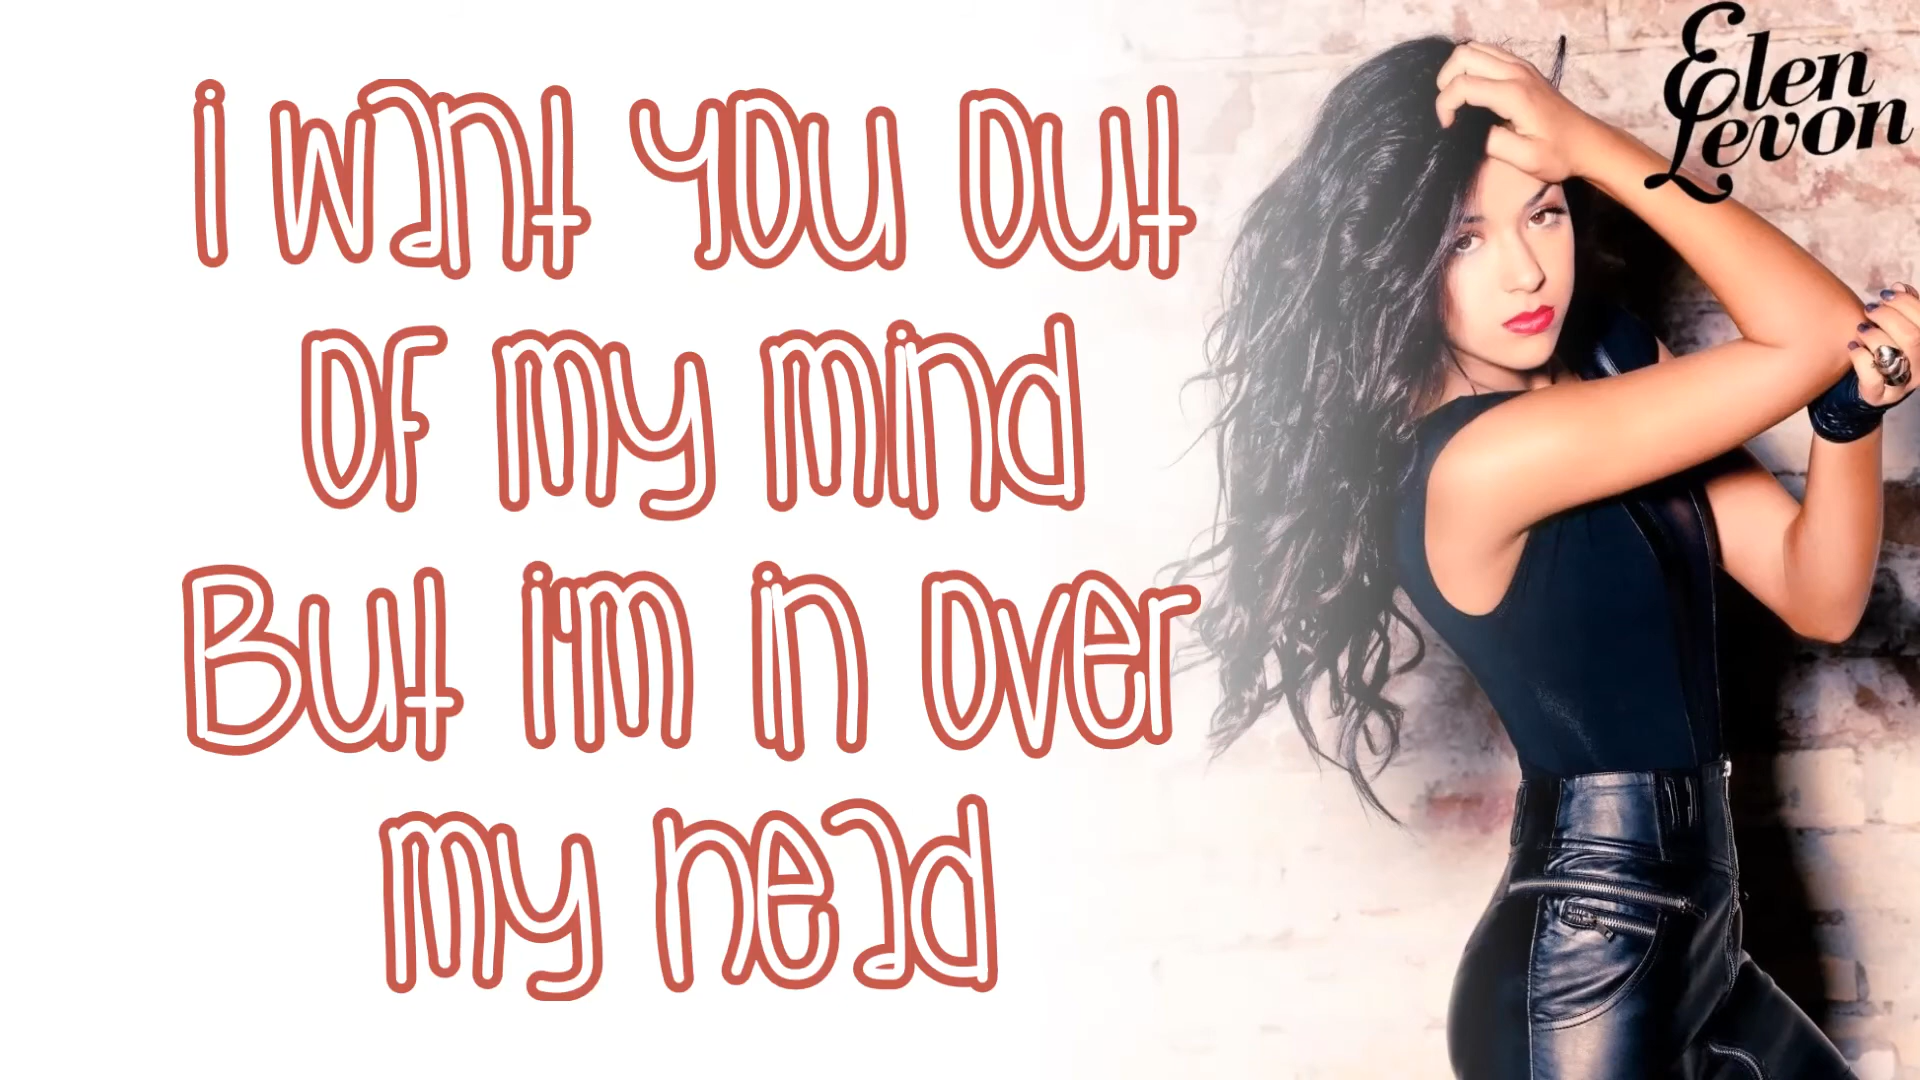 I want you out
of my mind
But i'm in over
my head
Elen
Levon